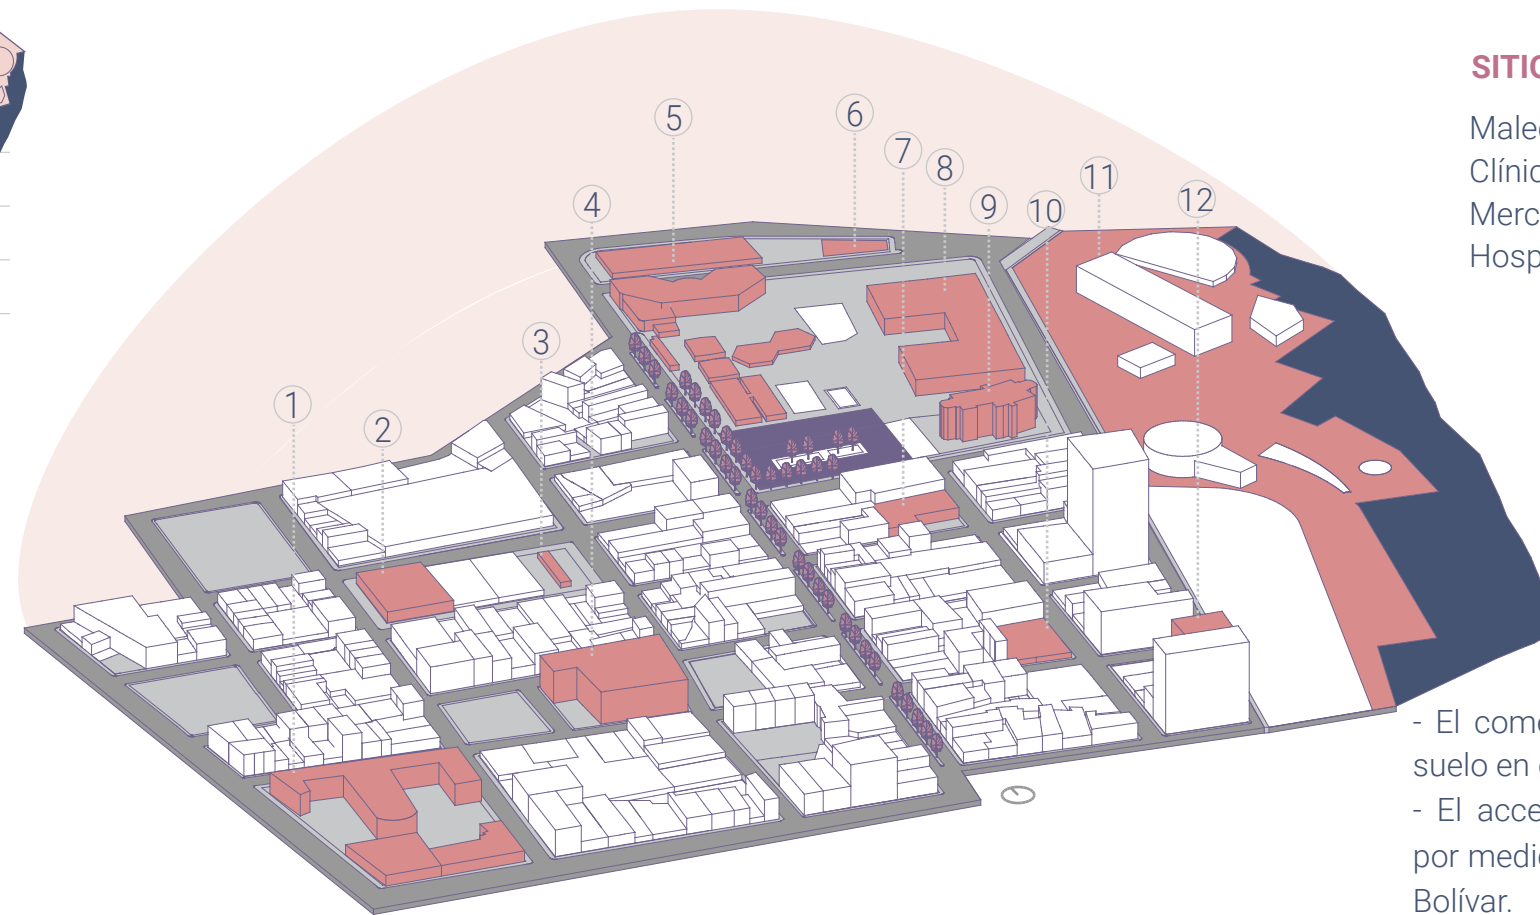 1
2
3
4
5
6
7
8
9
10
11
12
SITIO
Malec
Clínic
Merc
Hosp
- El come
suelo en
- El acce
por medi
Bolívar.